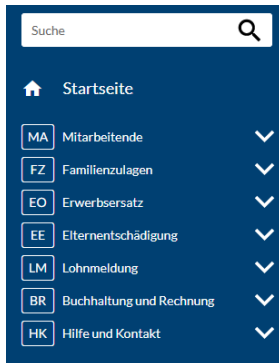 Suche
Startseite
MA Mitarbeitende
FZ Familienzulagen
EO Erwerbsersatz
EE Elternentschädigung
LM Lohnmeldung
BR Buchhaltung und Rechnung
HK Hilfe und Kontakt